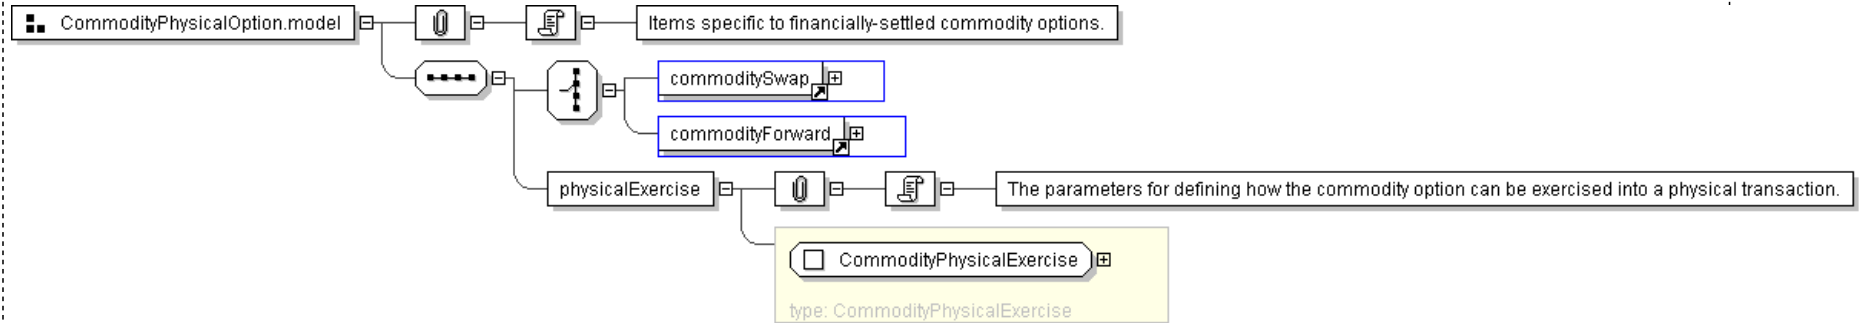 CommodityPhysicalOption.model
Items specific to financially-settled commodity options.
commoditySwap
commodityForward
physicalExercise
The parameters for defining how the commodity option can be exercised into a physical transaction.
CommodityPhysicalExercise
type: CommodityPhysicalExercise